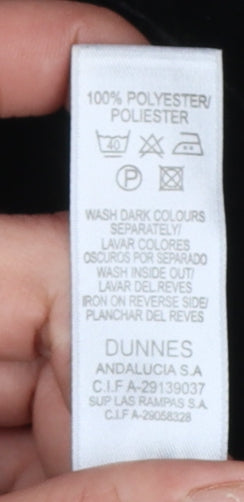 100% POLYESTER/
POLIESTER
40
P
WASH DARK COLOURS
SEPARATELY/
LAVAR COLORES
OSCUROS POR SEPARADO
WASH INSIDE OUT/
LAVAR DEL REVES
IRON ON REVERSE SIDE/
PLANCHAR DEL REVES
DUNNES
ANDALUCIA S.A
C.I.F A-29139037
SUP LAS RAMPAS S.A
C.I.F A-29058328